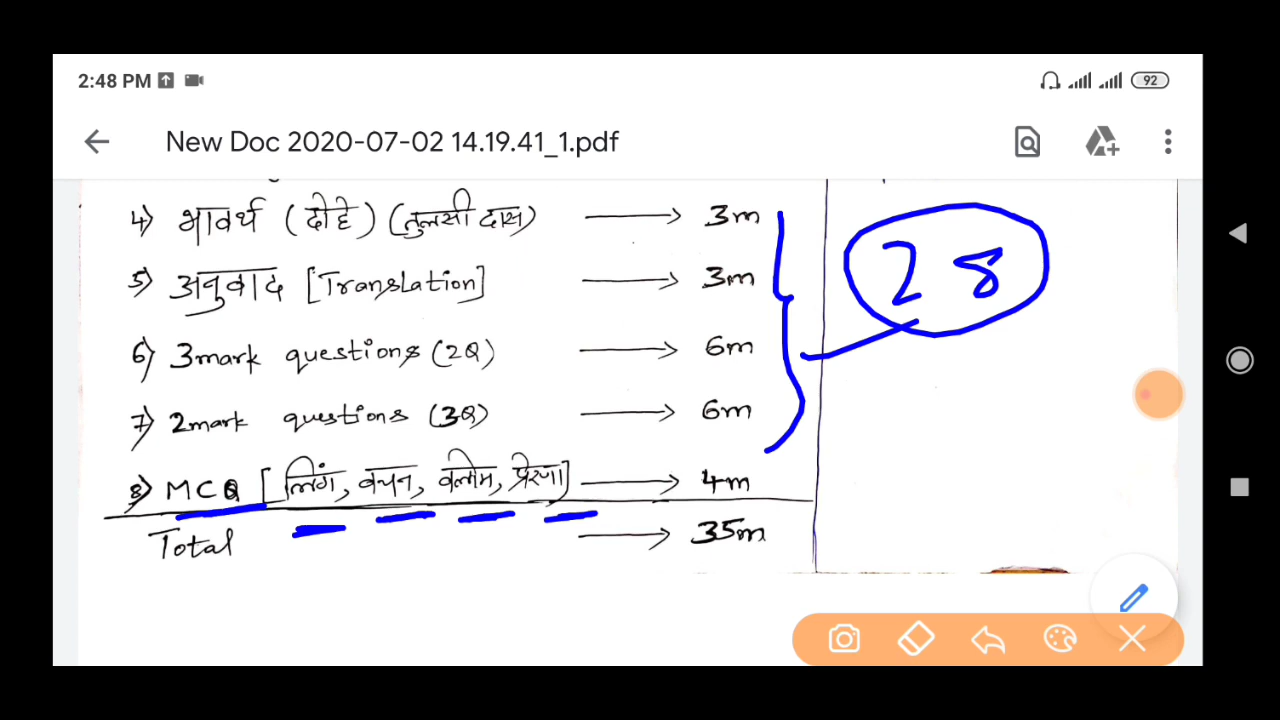 2:48 PM 92
New Doc 2020-07-02 14.19.41_1.pdf
4) भावर्थ (दोहे) (तुलसी दास) → 3m
5) अनुवाद [Translation] → 3m
6) 3mark questions (2Q) → 6m
7) 2mark questions (3Q) → 6m
8) MCQ [लिंग, वचन, वलोम, प्रेरणा] → 4m
Total → 35m
28